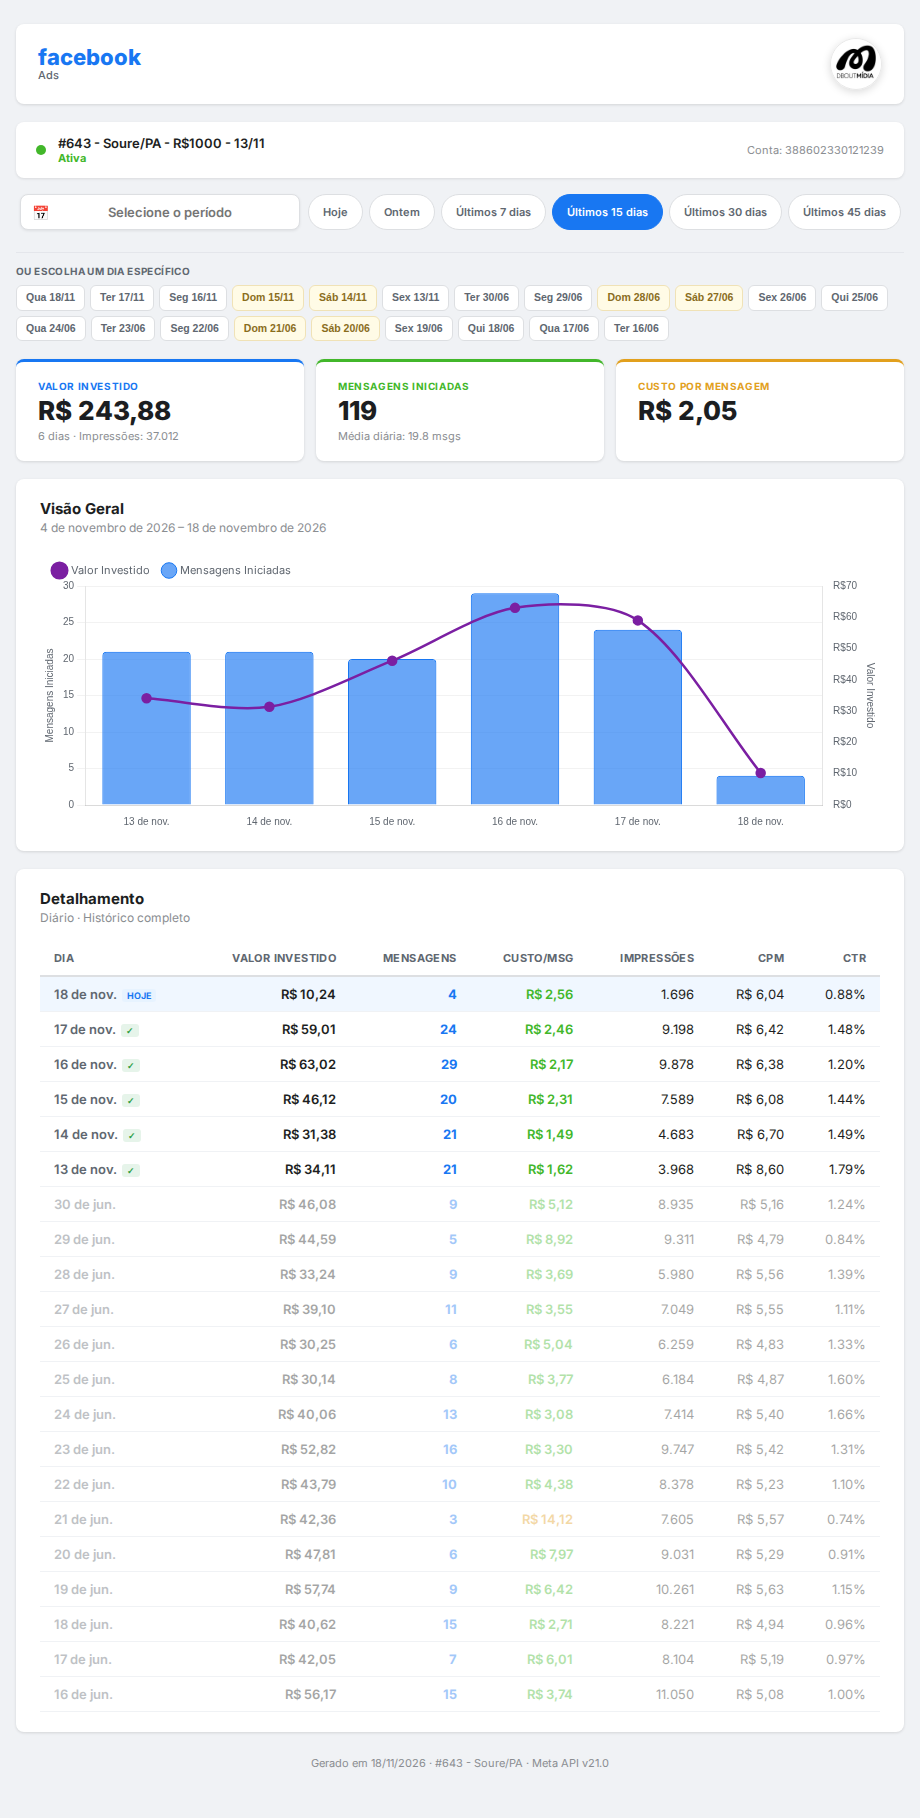 facebook
Ads
DBOUTMÍDIA
#643 - Soure/PA - R$1000 - 13/11
Ativa
Conta: 388602330121239
Selecione o período
Hoje
Ontem
Últimos 7 dias
Últimos 15 dias
Últimos 30 dias
Últimos 45 dias
OU ESCOLHA UM DIA ESPECÍFICO
Qua 18/11 Ter 17/11 Seg 16/11 Dom 15/11 Sáb 14/11 Sex 13/11 Ter 30/06 Seg 29/06 Dom 28/06 Sáb 27/06 Sex 26/06 Qui 25/06
Qua 24/06 Ter 23/06 Seg 22/06 Dom 21/06 Sáb 20/06 Sex 19/06 Qui 18/06 Qua 17/06 Ter 16/06
VALOR INVESTIDO
R$ 243,88
6 dias · Impressões: 37.012
MENSAGENS INICIADAS
119
Média diária: 19.8 msgs
CUSTO POR MENSAGEM
R$ 2,05
Visão Geral
4 de novembro de 2026 – 18 de novembro de 2026
Valor Investido Mensagens Iniciadas
Mensagens Iniciadas
30
25
20
15
10
5
0
R$70
R$60
R$50
R$40
R$30
R$20
R$10
R$0
Valor Investido
13 de nov. 14 de nov. 15 de nov. 16 de nov. 17 de nov. 18 de nov.
Detalhamento
Diário · Histórico completo
DIA VALOR INVESTIDO MENSAGENS CUSTO/MSG IMPRESSÕES CPM CTR
18 de nov. HOJE R$ 10,24 4 R$ 2,56 1.696 R$ 6,04 0.88%
17 de nov. ✓ R$ 59,01 24 R$ 2,46 9.198 R$ 6,42 1.48%
16 de nov. ✓ R$ 63,02 29 R$ 2,17 9.878 R$ 6,38 1.20%
15 de nov. ✓ R$ 46,12 20 R$ 2,31 7.589 R$ 6,08 1.44%
14 de nov. ✓ R$ 31,38 21 R$ 1,49 4.683 R$ 6,70 1.49%
13 de nov. ✓ R$ 34,11 21 R$ 1,62 3.968 R$ 8,60 1.79%
30 de jun. R$ 46,08 9 R$ 5,12 8.935 R$ 5,16 1.24%
29 de jun. R$ 44,59 5 R$ 8,92 9.311 R$ 4,79 0.84%
28 de jun. R$ 33,24 9 R$ 3,69 5.980 R$ 5,56 1.39%
27 de jun. R$ 39,10 11 R$ 3,55 7.049 R$ 5,55 1.11%
26 de jun. R$ 30,25 6 R$ 5,04 6.259 R$ 4,83 1.33%
25 de jun. R$ 30,14 8 R$ 3,77 6.184 R$ 4,87 1.60%
24 de jun. R$ 40,06 13 R$ 3,08 7.414 R$ 5,40 1.66%
23 de jun. R$ 52,82 16 R$ 3,30 9.747 R$ 5,42 1.31%
22 de jun. R$ 43,79 10 R$ 4,38 8.378 R$ 5,23 1.10%
21 de jun. R$ 42,36 3 R$ 14,12 7.605 R$ 5,57 0.74%
20 de jun. R$ 47,81 6 R$ 7,97 9.031 R$ 5,29 0.91%
19 de jun. R$ 57,74 9 R$ 6,42 10.261 R$ 5,63 1.15%
18 de jun. R$ 40,62 15 R$ 2,71 8.221 R$ 4,94 0.96%
17 de jun. R$ 42,05 7 R$ 6,01 8.104 R$ 5,19 0.97%
16 de jun. R$ 56,17 15 R$ 3,74 11.050 R$ 5,08 1.00%
Gerado em 18/11/2026 · #643 - Soure/PA · Meta API v21.0